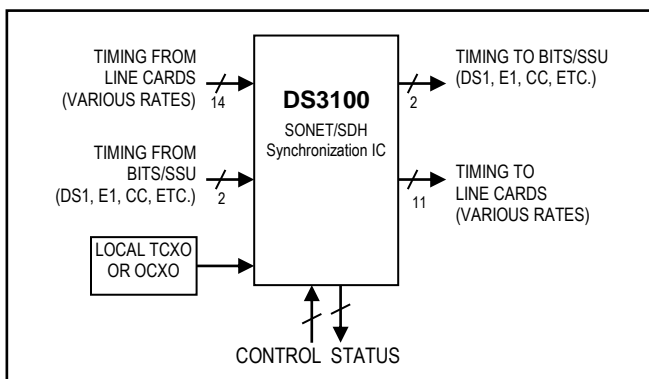 TIMING FROM
LINE CARDS
(VARIOUS RATES)
14
TIMING FROM
BITS/SSU
(DS1, E1, CC, ETC.)
2
LOCAL TCXO
OR OCXO
DS3100
SONET/SDH
Synchronization IC
TIMING TO BITS/SSU
(DS1, E1, CC, ETC.)
2
TIMING TO
LINE CARDS
(VARIOUS RATES)
11
CONTROL STATUS